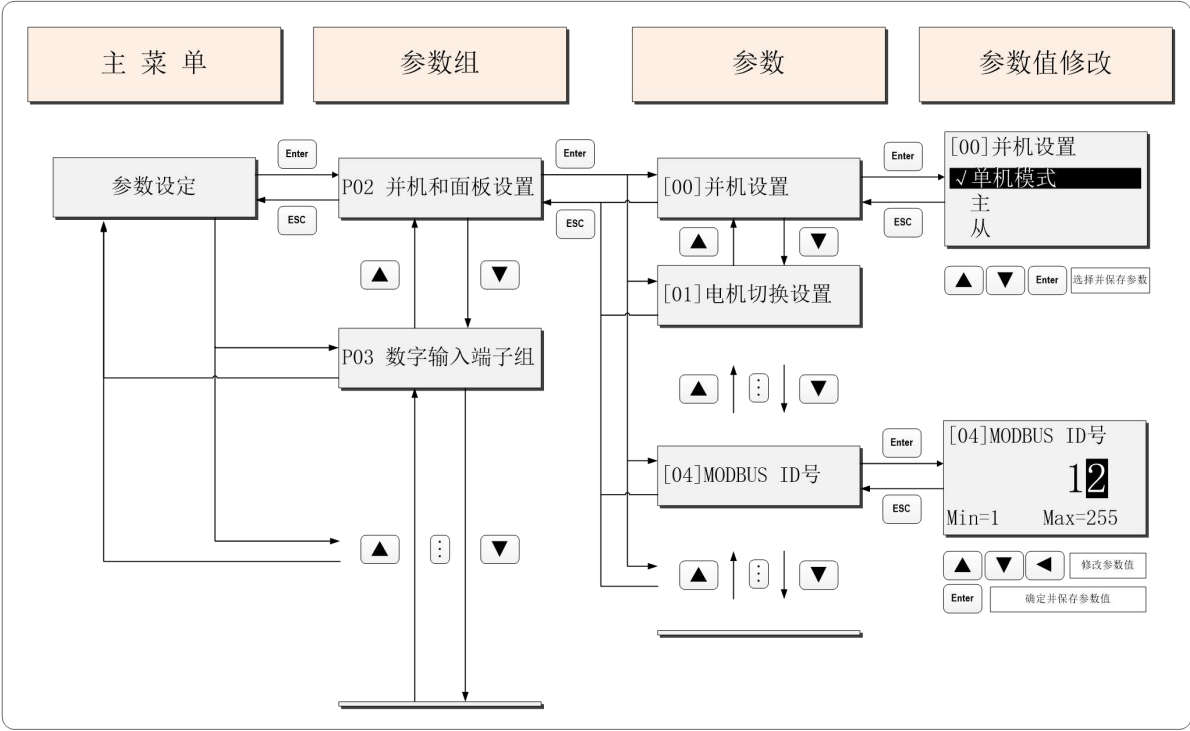 主 菜 单
参数组
参数
参数值修改
参数设定
Enter
ESC
P02 并机和面板设置
Enter
ESC
[00]并机设置
Enter
ESC
[00]并机设置
√单机模式
主
从
▲
▼
▲
▼
[01]电机切换设置
▲
▼
Enter
选择并保存参数
P03 数字输入端子组
▲
⋮
▼
[04]MODBUS ID号
Enter
ESC
[04]MODBUS ID号
12
Min=1 Max=255
▲
⋮
▼
▲
⋮
▼
▲
▼
◀
修改参数值
Enter
确定并保存参数值